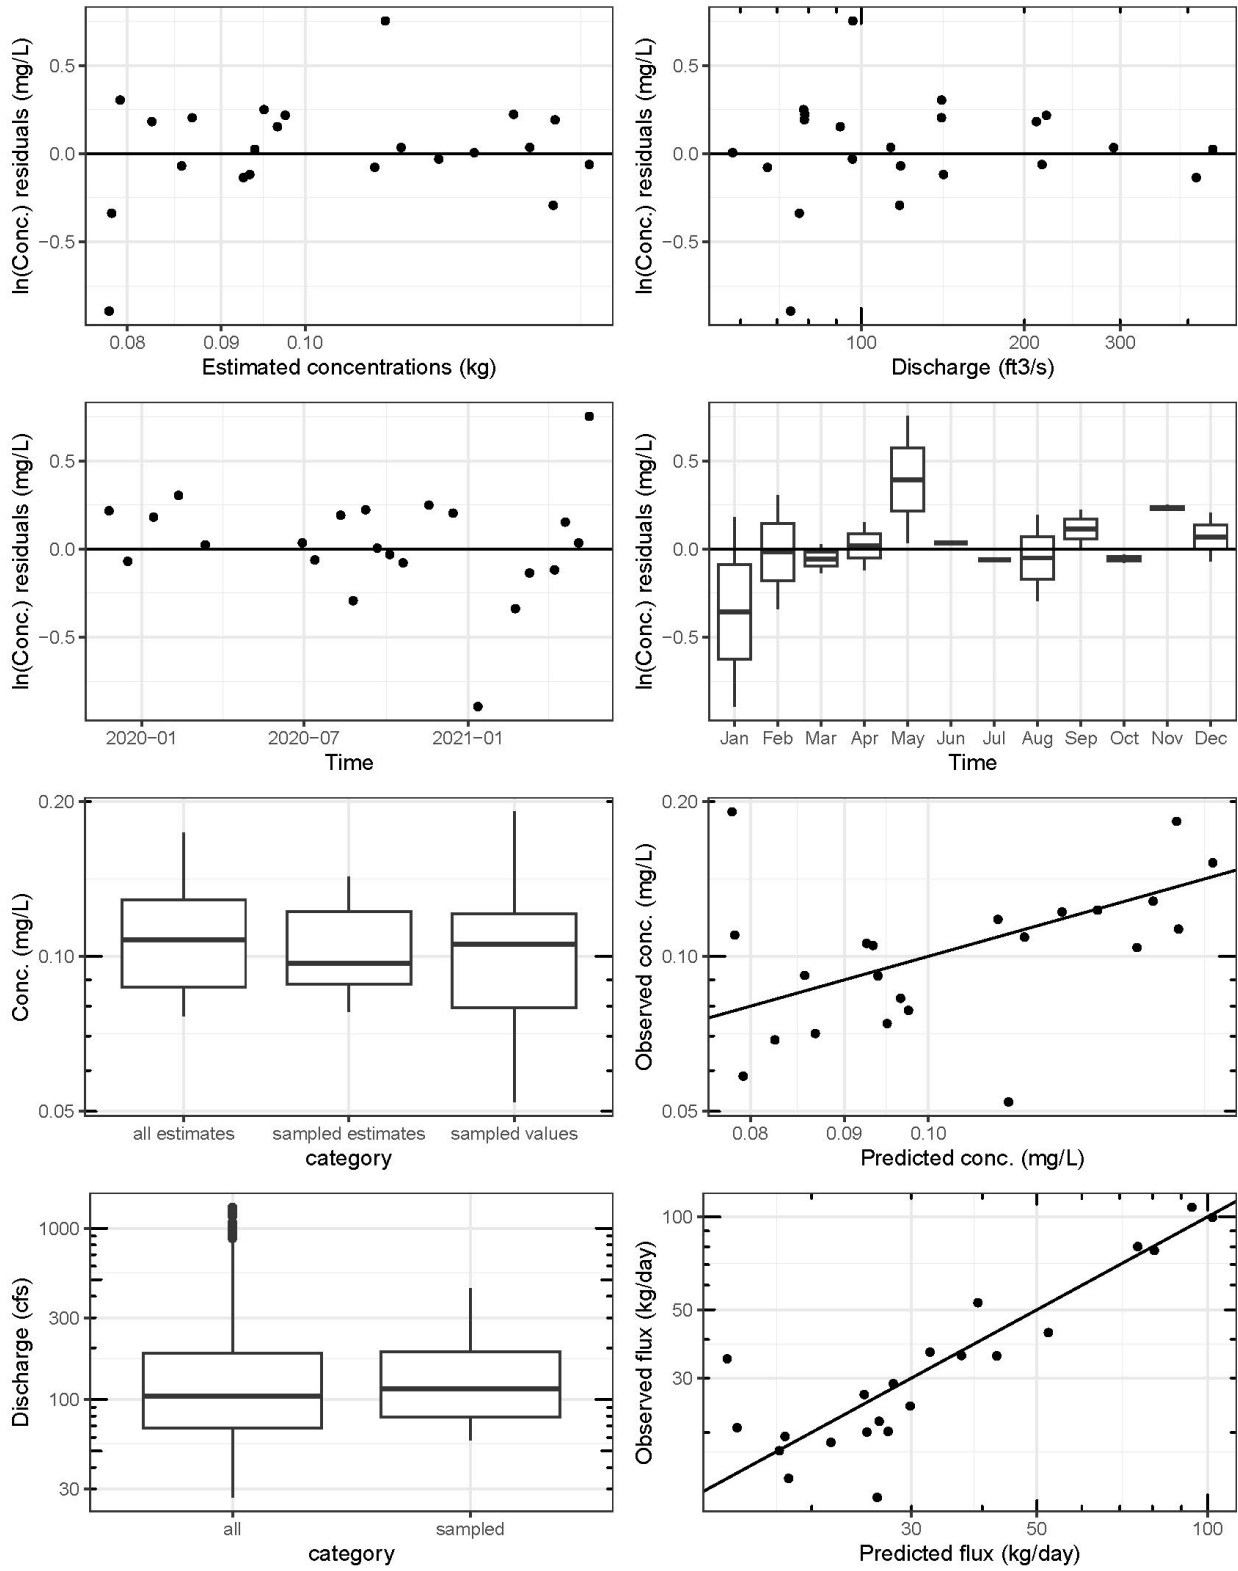 ln(Conc.) residuals (mg/L)
0.5
0.0
−0.5
0.08 0.09 0.10
Estimated concentrations (kg)
ln(Conc.) residuals (mg/L)
0.5
0.0
−0.5
100 200 300
Discharge (ft3/s)
ln(Conc.) residuals (mg/L)
0.5
0.0
−0.5
2020-01 2020-07 2021-01
Time
ln(Conc.) residuals (mg/L)
0.5
0.0
−0.5
Jan Feb Mar Apr May Jun Jul Aug Sep Oct Nov Dec
Time
Conc. (mg/L)
0.20
0.10
0.05
all estimates sampled estimates sampled values
category
Observed conc. (mg/L)
0.20
0.10
0.05
0.08 0.09 0.10
Predicted conc. (mg/L)
Discharge (cfs)
1000
300
100
30
all sampled
category
Observed flux (kg/day)
100
50
30
30 50 100
Predicted flux (kg/day)